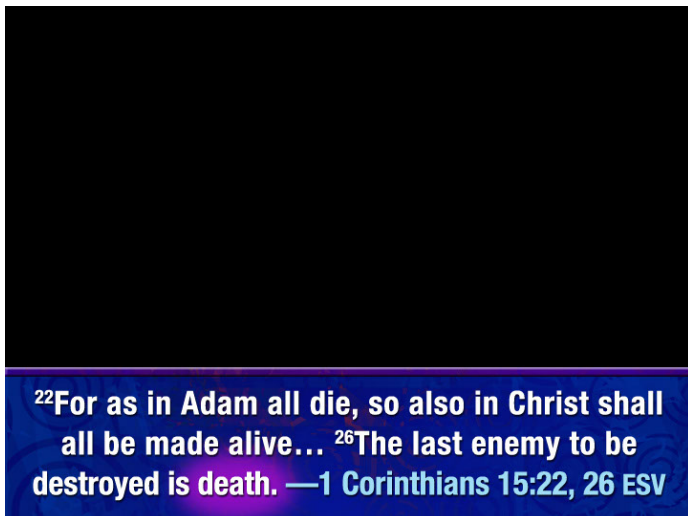 ²²For as in Adam all die, so also in Christ shall
all be made alive… ²⁶The last enemy to be
destroyed is death. —1 Corinthians 15:22, 26 ESV